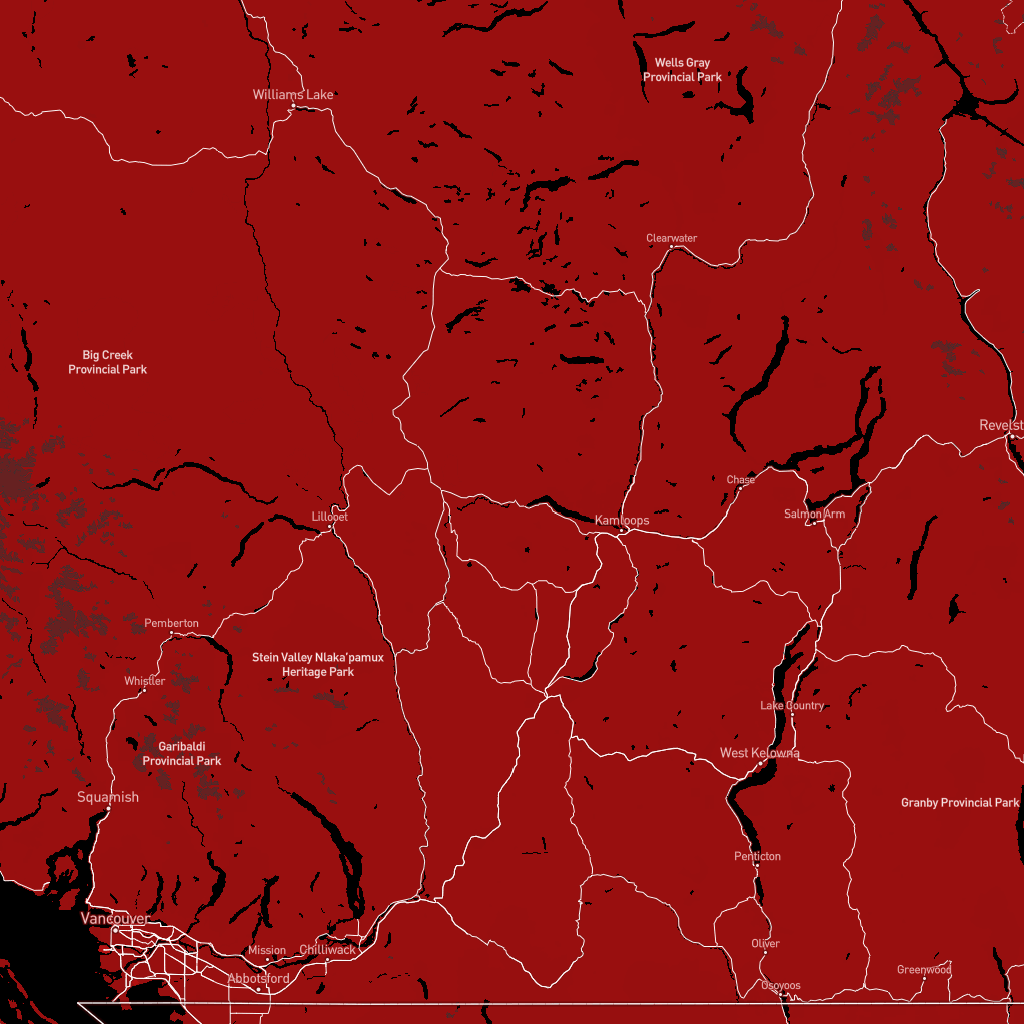 Wells Gray
Provincial Park
Williams Lake
Clearwater
Big Creek
Provincial Park
Revelst
Chase
Salmon Arm
Lillooet
Kamloops
Pemberton
Stein Valley Nlaka'pamux
Heritage Park
Whistler
Lake Country
Garibaldi
Provincial Park
West Kelowna
Squamish
Granby Provincial Park
Penticton
Vancouver
Oliver
Mission
Chilliwack
Abbotsford
Greenwood
Osoyoos